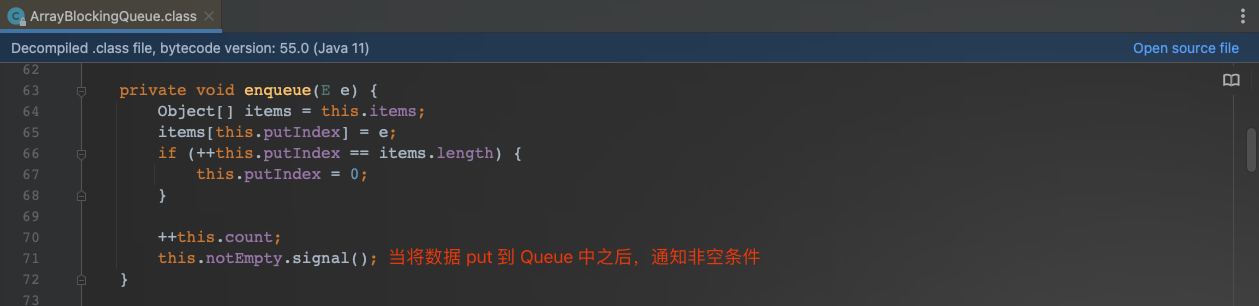 ArrayBlockingQueue.class
Decompiled .class file, bytecode version: 55.0 (Java 11) Open source file
62
63 private void enqueue(E e) {
64 Object[] items = this.items;
65 items[this.putIndex] = e;
66 if (++this.putIndex == items.length) {
67 this.putIndex = 0;
68 }
69
70 ++this.count;
71 this.notEmpty.signal(); 当将数据 put 到 Queue 中之后，通知非空条件
72 }
73